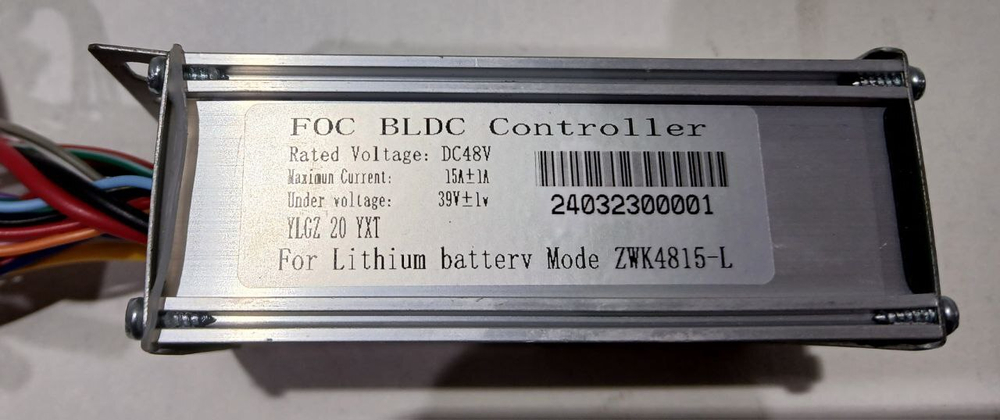 FOC BLDC Controller
Rated Voltage: DC48V
Maximun Current: 15A±1A
Under voltage: 39V±1v
YLGZ 20 YXT
24032300001
For Lithium batterv Mode ZWK4815-L